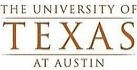 THE UNIVERSITY OF
TEXAS
AT AUSTIN